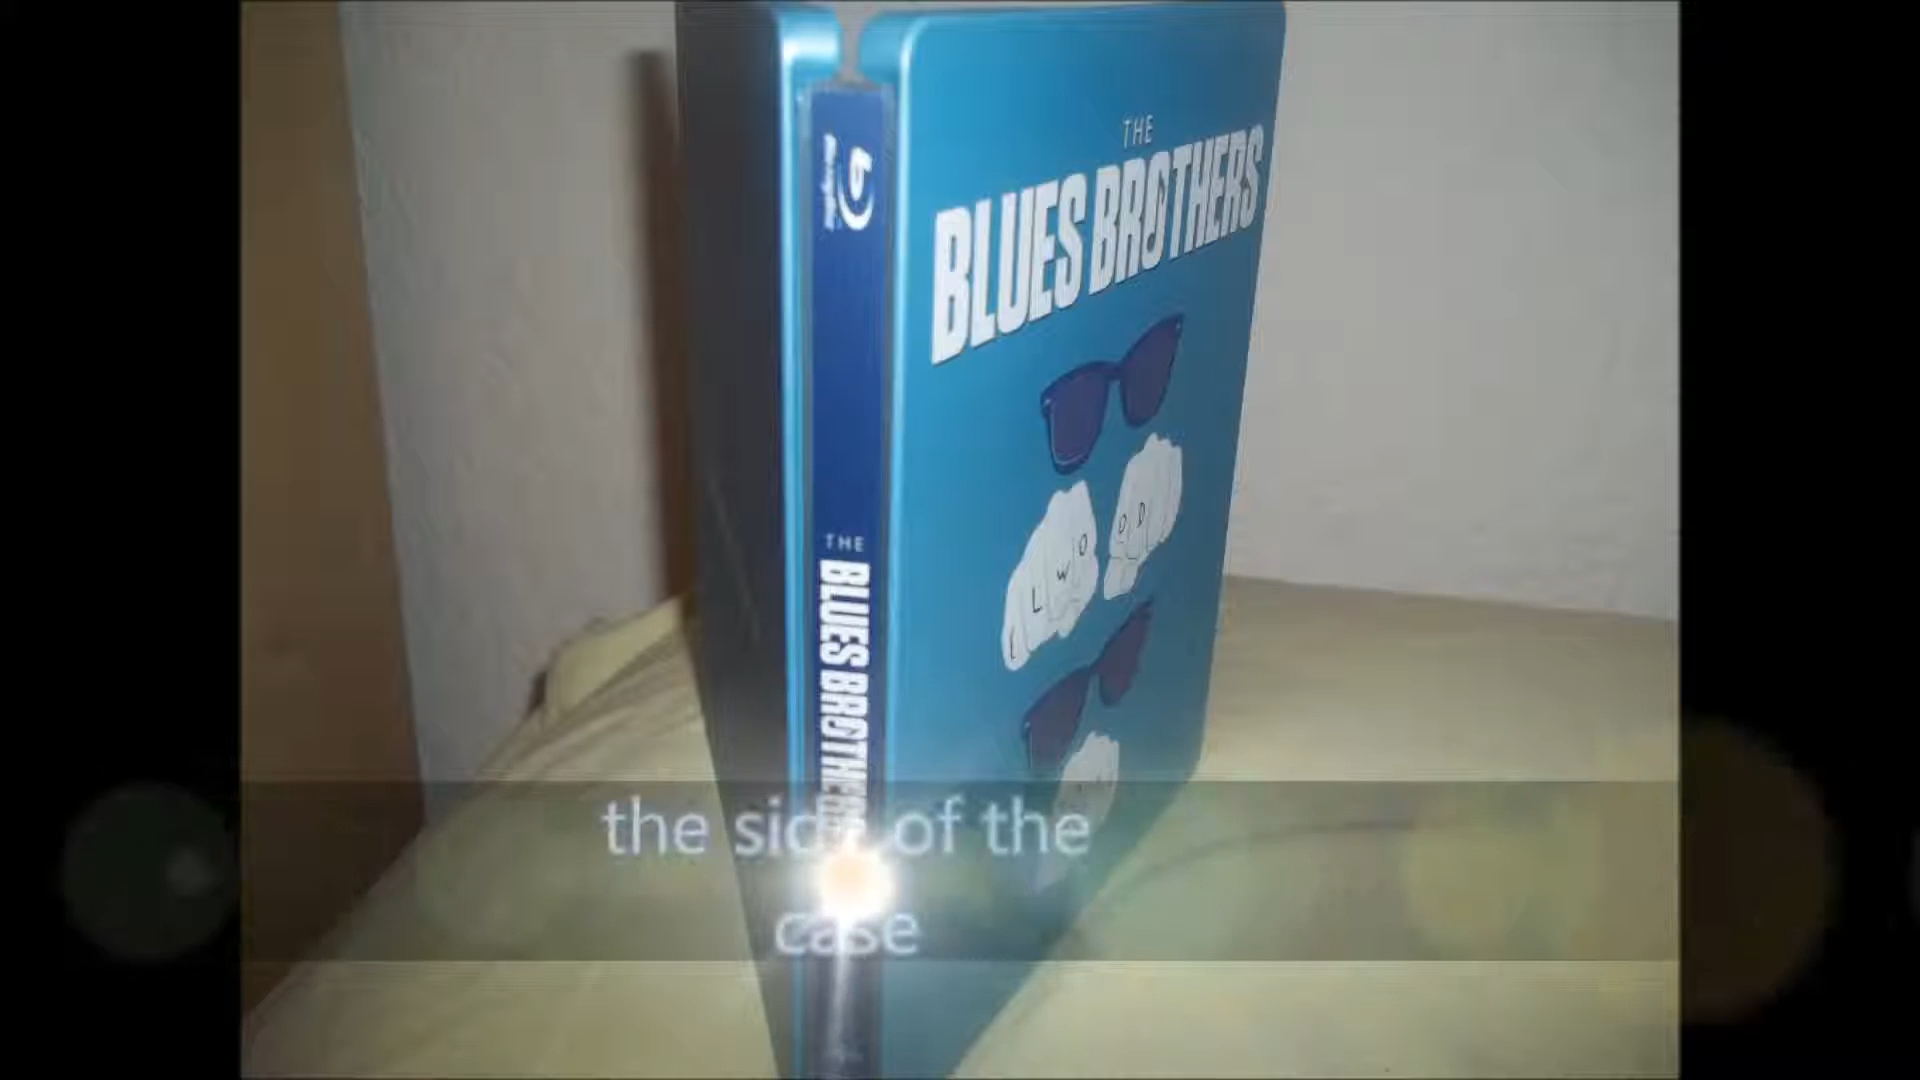 THE
BLUES BROTHERS
THE
BLUES BROTHERS
E L W O
O D
the side of the
case